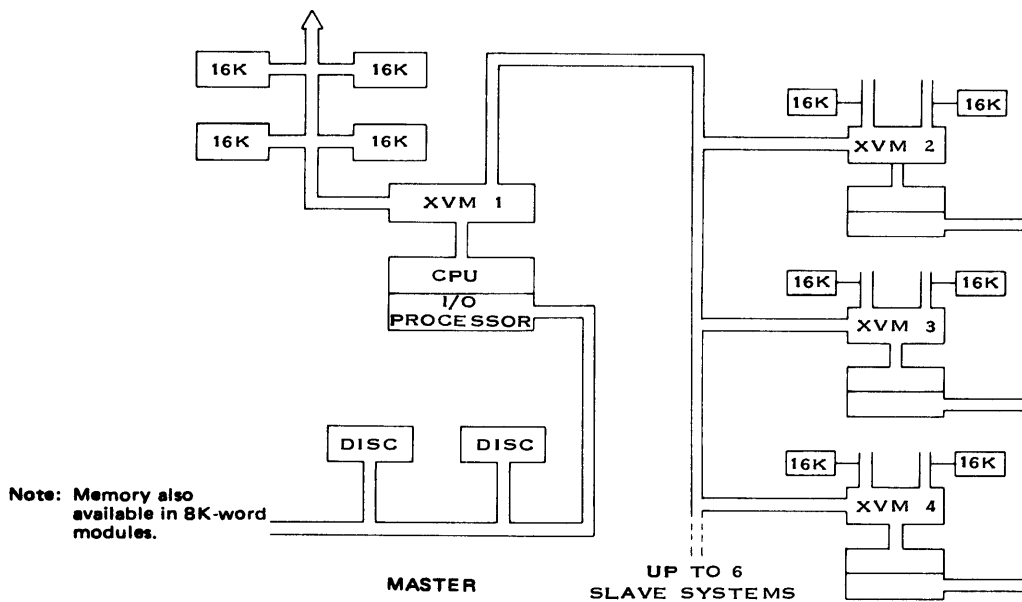 16K
16K
16K
16K
XVM 1
CPU
I/O
PROCESSOR
DISC
DISC
Note: Memory also
available in 8K-word
modules.
MASTER
16K
16K
XVM 2
16K
16K
XVM 3
16K
16K
XVM 4
UP TO 6
SLAVE SYSTEMS